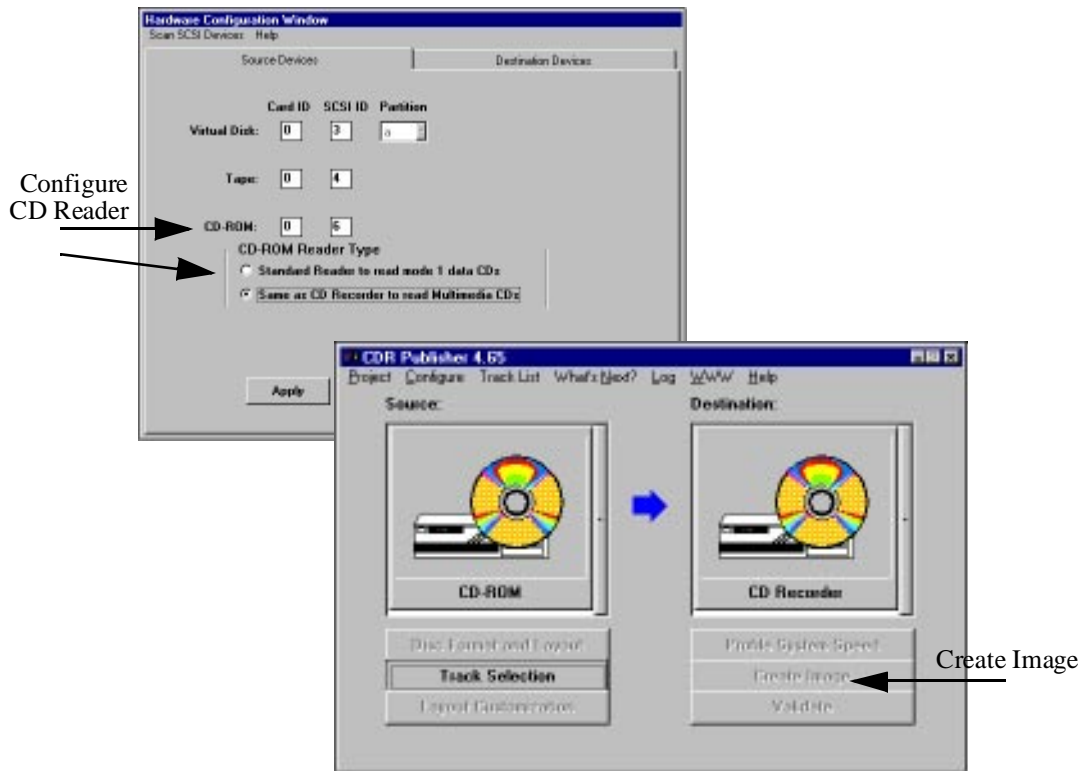 Hardware Configuration Window
Scan SCSI Devices Help
Source Devices Destination Devices
Card ID SCSI ID Partition
Virtual Disk: 0 3 a
Tape: 0 4
Configure
CD Reader
CD-ROM: 0 6
CD-ROM Reader Type
Standard Reader to read mode 1 data CDs
Same as CD Recorder to read Multimedia CDs
Apply
CDR Publisher 4.65
Project Configure Track List What's Next? Log WWW Help
Source: Destination:
CD-ROM CD Recorder
Disc Format and Layout Profile System Speed
Track Selection Create Image
Layout Customization Validate
Create Image